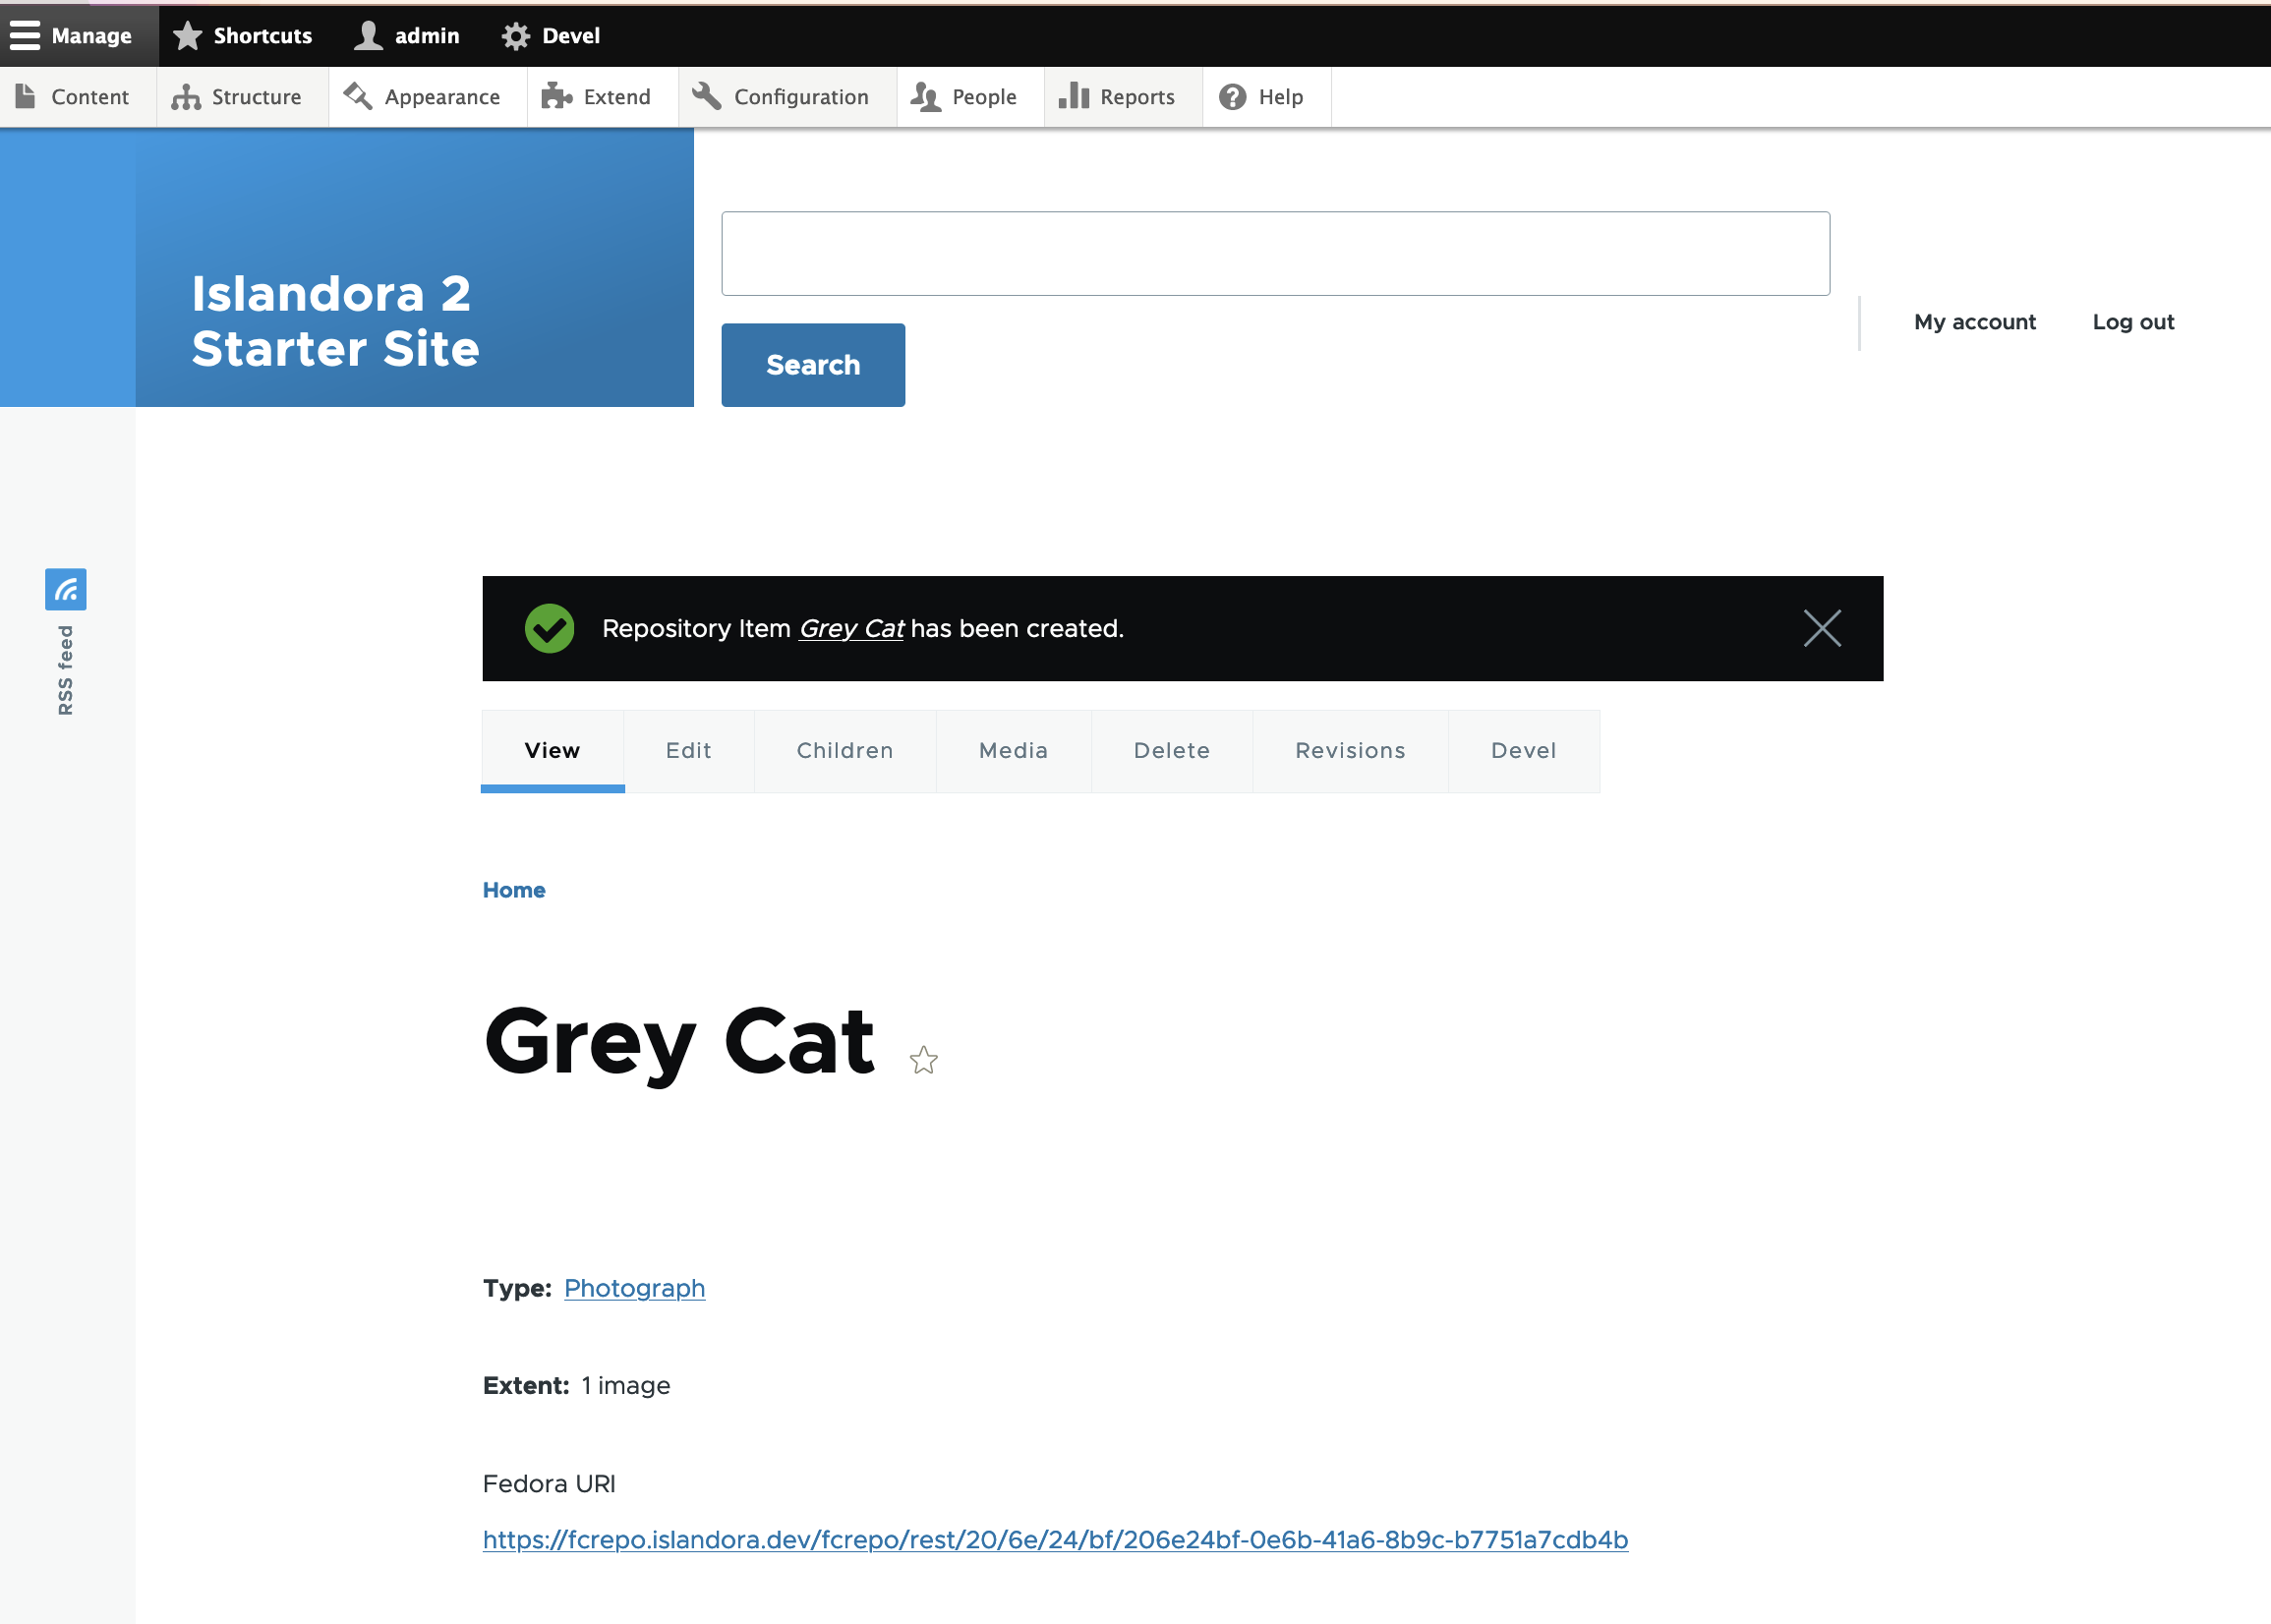 Manage Shortcuts admin Devel
Content Structure Appearance Extend Configuration People Reports Help
Islandora 2
Starter Site
Search
My account Log out
RSS feed
Repository Item Grey Cat has been created.
View Edit Children Media Delete Revisions Devel
Home
Grey Cat
Type: Photograph
Extent: 1 image
Fedora URI
https://fcrepo.islandora.dev/fcrepo/rest/20/6e/24/bf/206e24bf-0e6b-41a6-8b9c-b7751a7cdb4b